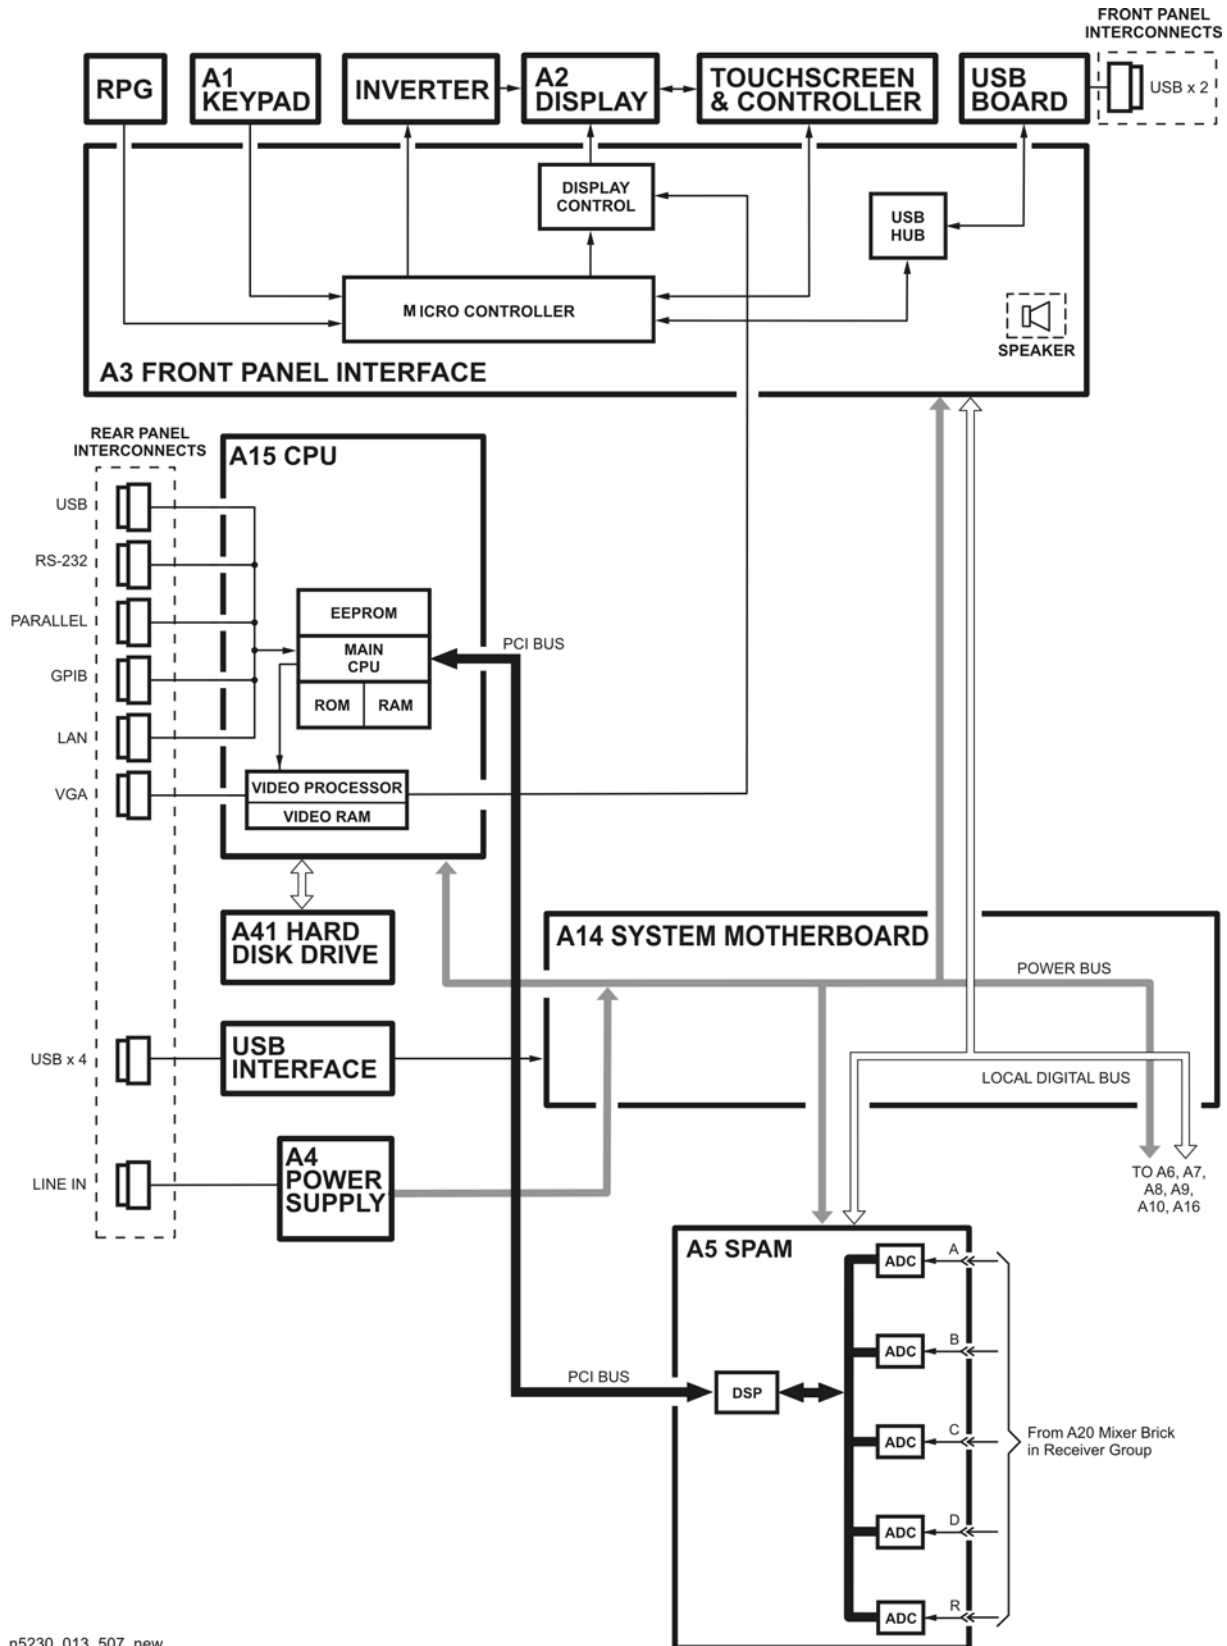 FRONT PANEL
INTERCONNECTS
RPG
A1
KEYPAD
INVERTER
A2
DISPLAY
TOUCHSCREEN
& CONTROLLER
USB
BOARD
USB x 2
DISPLAY
CONTROL
USB
HUB
MICRO CONTROLLER
SPEAKER
A3 FRONT PANEL INTERFACE
REAR PANEL
INTERCONNECTS
A15 CPU
USB
RS-232
PARALLEL
GPIB
LAN
VGA
EEPROM
MAIN
CPU
ROM
RAM
PCI BUS
VIDEO PROCESSOR
VIDEO RAM
A41 HARD
DISK DRIVE
A14 SYSTEM MOTHERBOARD
POWER BUS
USB x 4
USB
INTERFACE
LOCAL DIGITAL BUS
LINE IN
A4
POWER
SUPPLY
TO A6, A7,
A8, A9,
A10, A16
A5 SPAM
ADC
A
ADC
B
PCI BUS
DSP
ADC
C
From A20 Mixer Brick
in Receiver Group
ADC
D
ADC
R
n5230_013_507_new